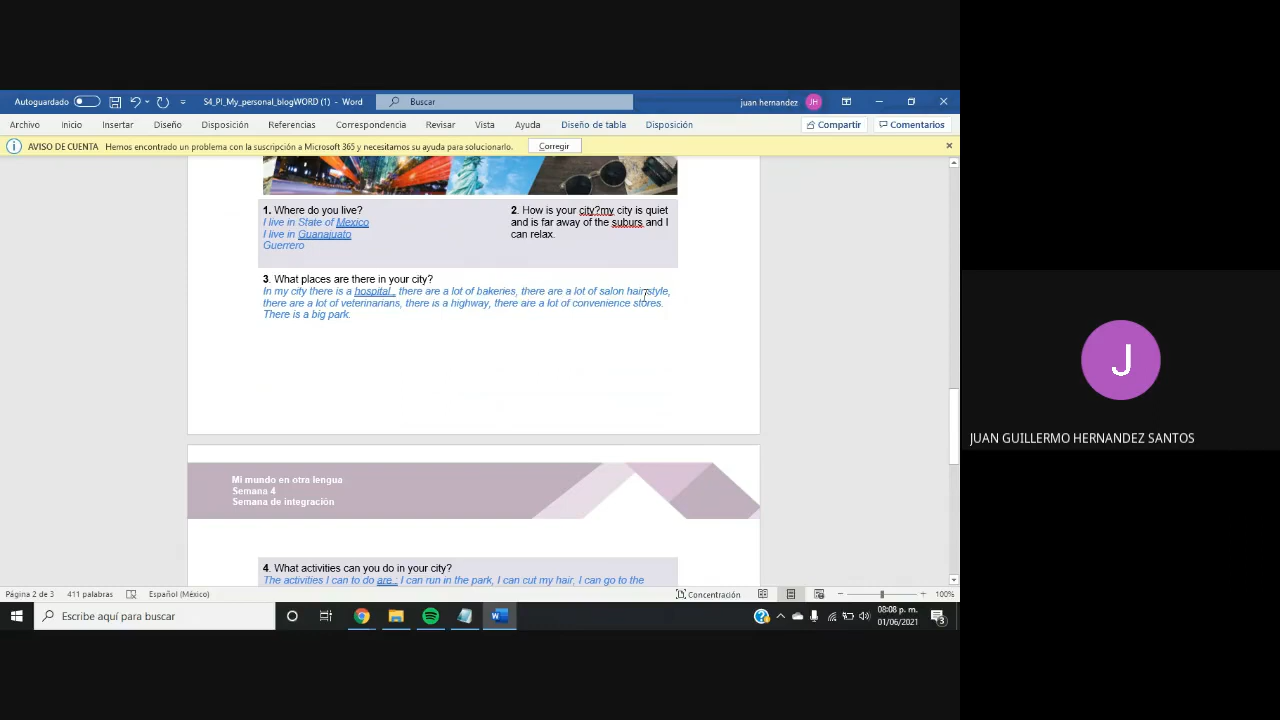 Autoguardado
S4_PI_My_personal_blogWORD (1) - Word
Buscar
juan hernandez
JH
Archivo Inicio Insertar Diseño Disposición Referencias Correspondencia Revisar Vista Ayuda Diseño de tabla Disposición
Compartir
Comentarios
AVISO DE CUENTA Hemos encontrado un problema con la suscripción a Microsoft 365 y necesitamos su ayuda para solucionarlo.
Corregir
1. Where do you live?
I live in State of Mexico
I live in Guanajuato
Guerrero
2. How is your city?my city is quiet
and is far away of the suburs and I
can relax.
3. What places are there in your city?
In my city there is a hospital , there are a lot of bakeries, there are a lot of salon hair style,
there are a lot of veterinarians, there is a highway, there are a lot of convenience stores.
There is a big park.
Mi mundo en otra lengua
Semana 4
Semana de integración
4. What activities can you do in your city?
The activities I can to do are : I can run in the park, I can cut my hair, I can go to the
Página 2 de 3 411 palabras Español (México)
Concentración
100%
Escribe aquí para buscar
08:08 p. m.
01/06/2021
3
J
JUAN GUILLERMO HERNANDEZ SANTOS